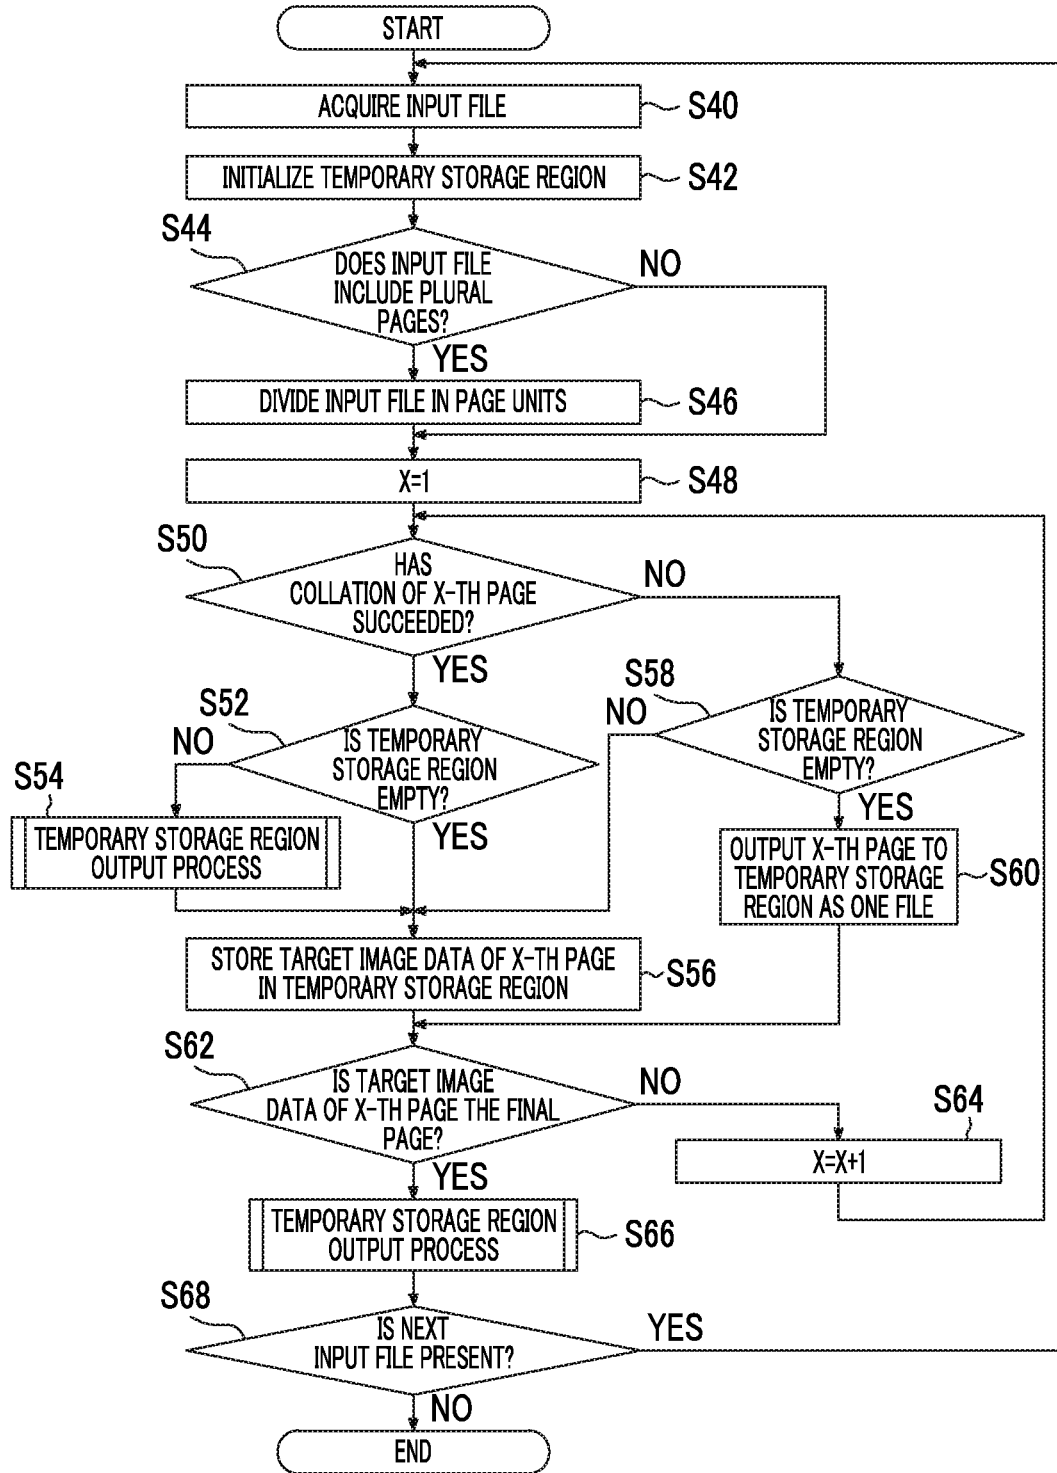 START
ACQUIRE INPUT FILE
S40
INITIALIZE TEMPORARY STORAGE REGION
S42
S44
DOES INPUT FILE
INCLUDE PLURAL
PAGES?
NO
YES
DIVIDE INPUT FILE IN PAGE UNITS
S46
X=1
S48
S50
HAS
COLLATION OF X-TH PAGE
SUCCEEDED?
NO
YES
S52
IS TEMPORARY
STORAGE REGION
EMPTY?
NO
YES
S58
IS TEMPORARY
STORAGE REGION
EMPTY?
NO
YES
S54
TEMPORARY STORAGE REGION
OUTPUT PROCESS
OUTPUT X-TH PAGE TO
TEMPORARY STORAGE
REGION AS ONE FILE
S60
STORE TARGET IMAGE DATA OF X-TH PAGE
IN TEMPORARY STORAGE REGION
S56
S62
IS TARGET IMAGE
DATA OF X-TH PAGE THE FINAL
PAGE?
NO
YES
S64
X=X+1
TEMPORARY STORAGE REGION
OUTPUT PROCESS
S66
S68
IS NEXT
INPUT FILE PRESENT?
YES
NO
END